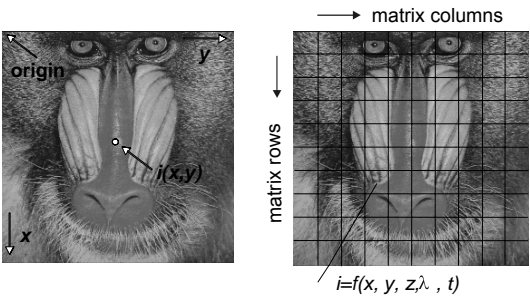 matrix columns
y
origin
i(x,y)
matrix rows
x
i=f(x, y, z,λ , t)